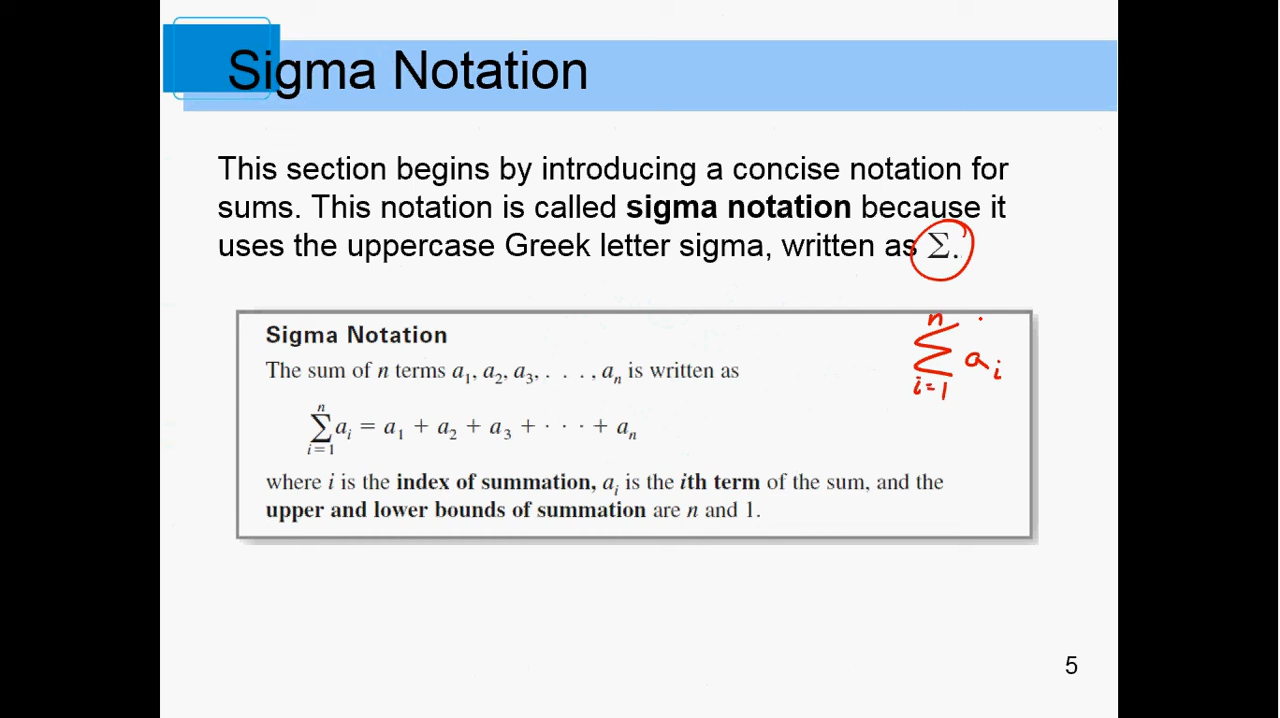 Sigma Notation
This section begins by introducing a concise notation for
sums. This notation is called sigma notation because it
uses the uppercase Greek letter sigma, written as Σ.
Sigma Notation
The sum of n terms a₁, a₂, a₃, . . . , aₙ is written as
n
∑ aᵢ = a₁ + a₂ + a₃ + · · · + aₙ
i=1
where i is the index of summation, aᵢ is the ith term of the sum, and the
upper and lower bounds of summation are n and 1.
n
∑ aᵢ
i=1
5